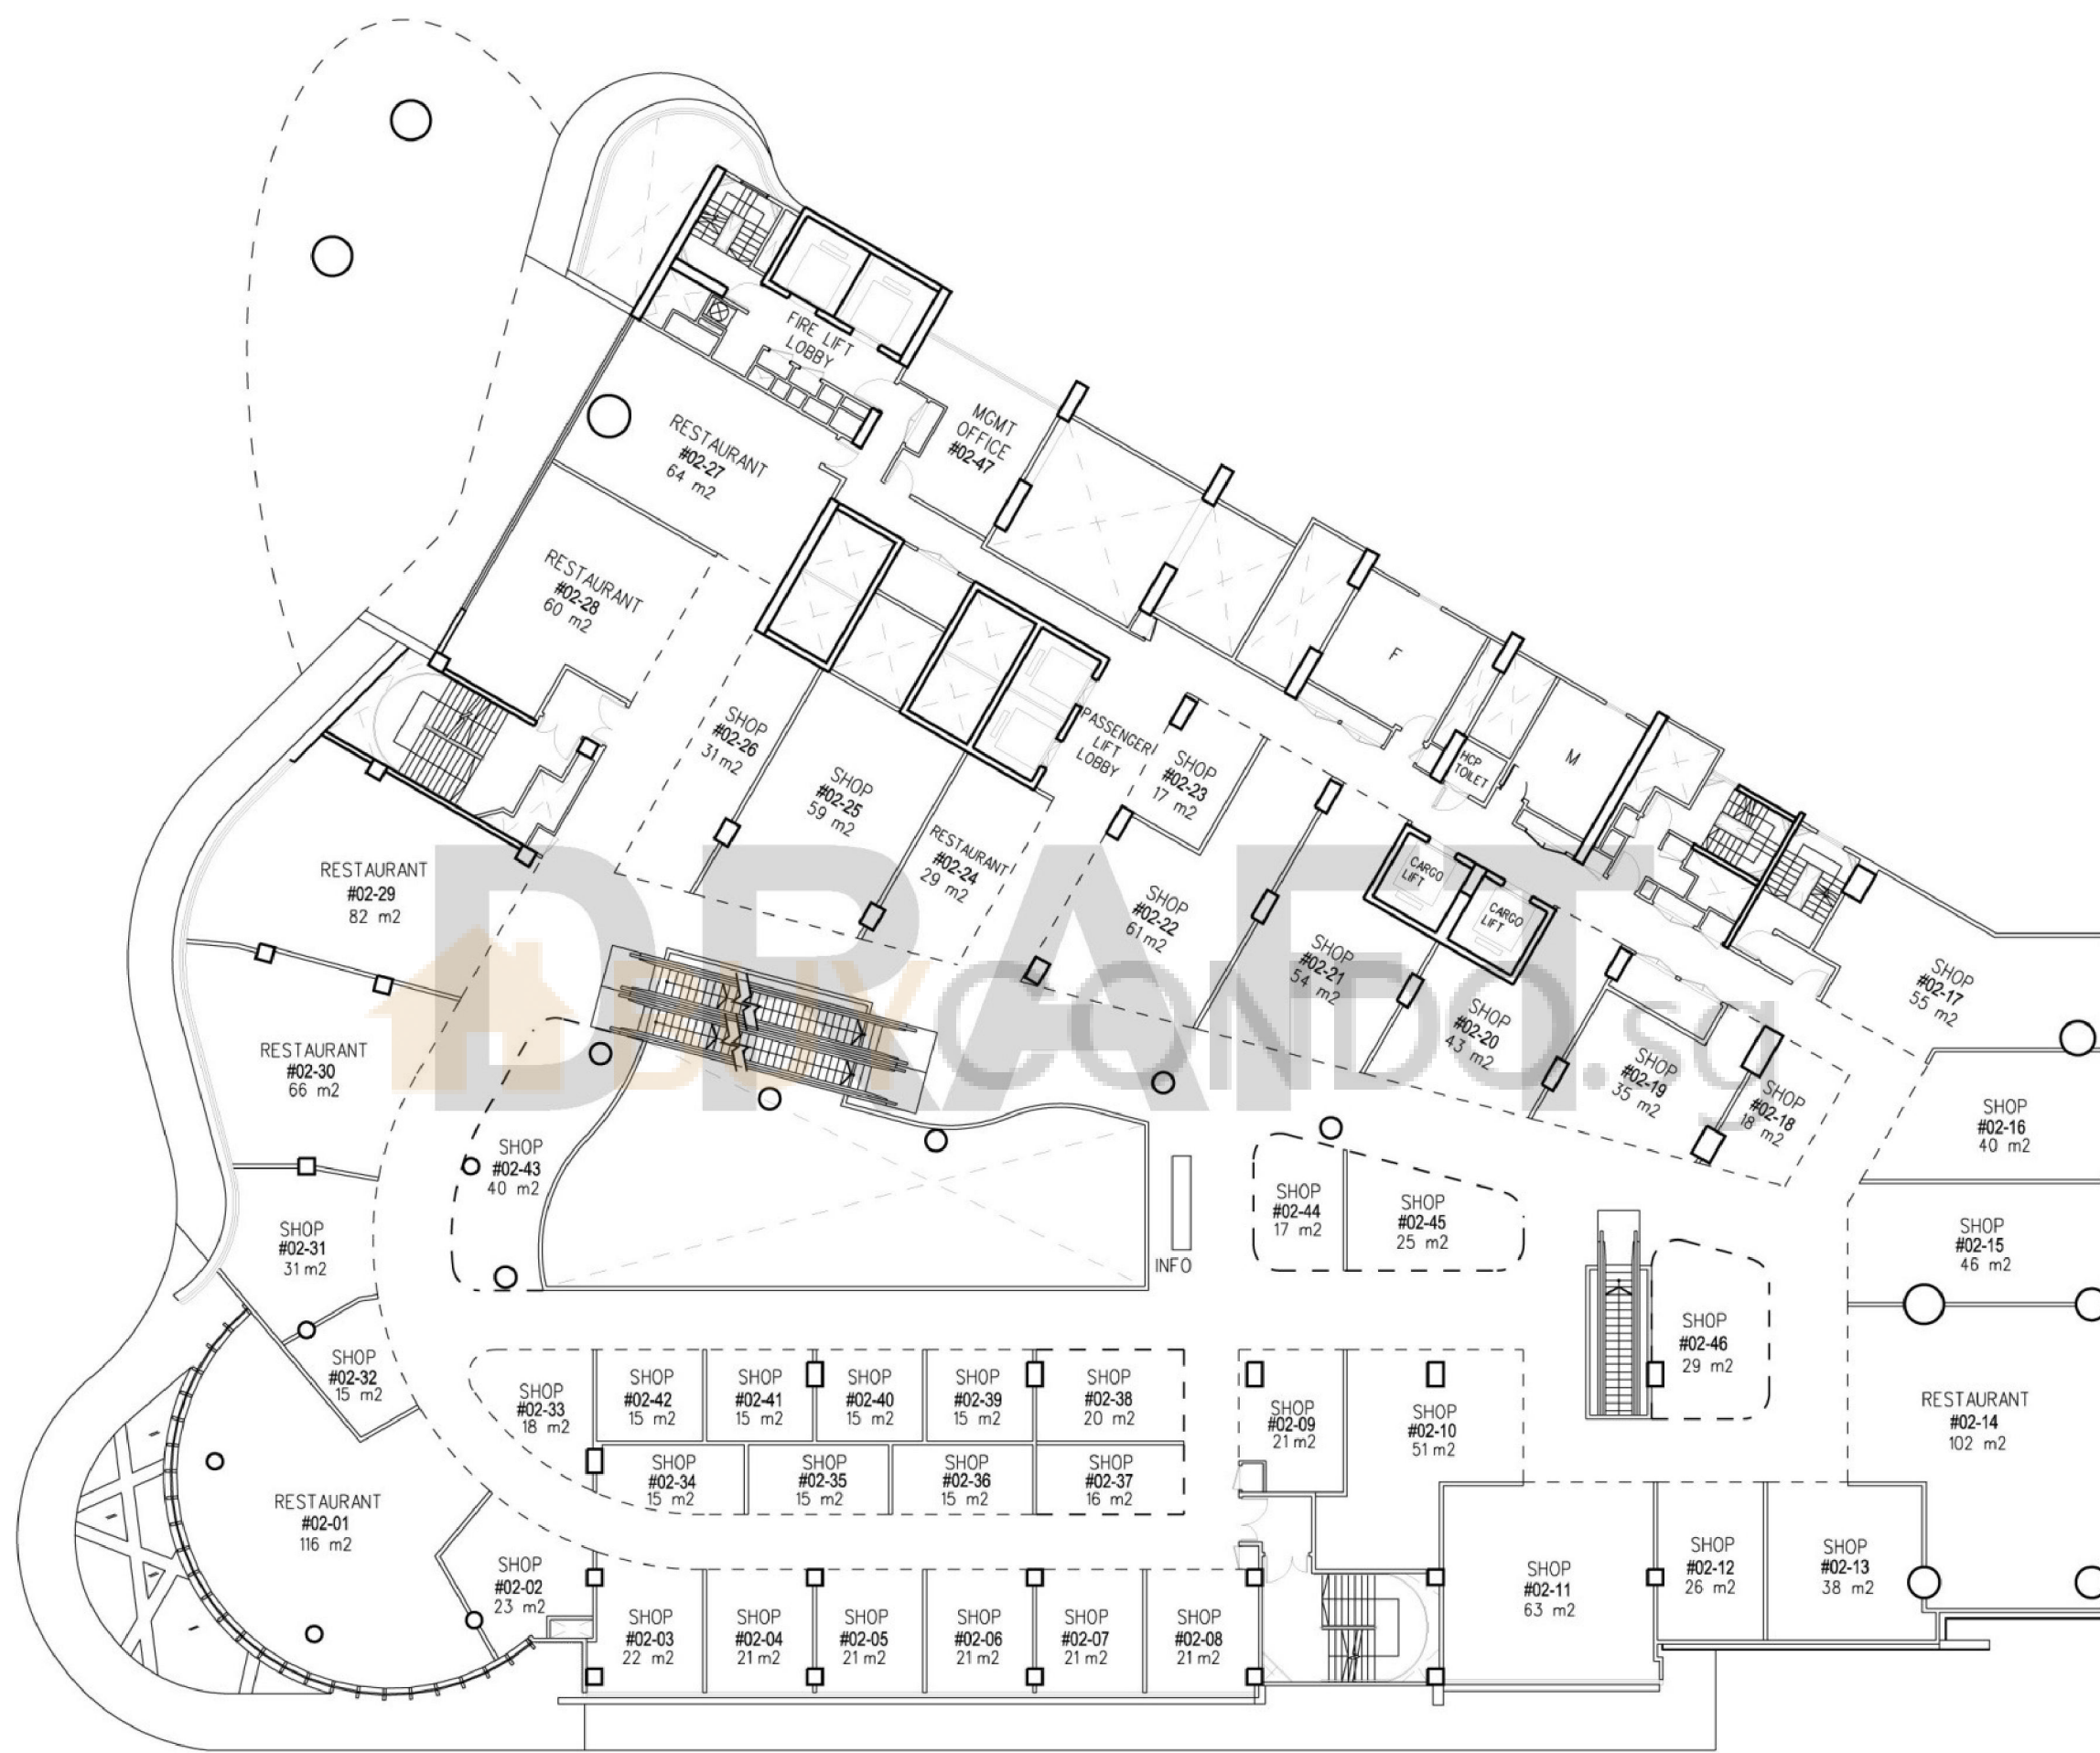 FIRE LIFT
LOBBY
MGMT
OFFICE
#02-47
RESTAURANT
#02-27
64 m2
RESTAURANT
#02-28
60 m2
F
M
HCP
TOILET
PASSENGER
LIFT
LOBBY
SHOP
#02-23
17 m2
SHOP
#02-26
31 m2
SHOP
#02-25
59 m2
RESTAURANT
#02-24
29 m2
SHOP
#02-22
61 m2
CARGO
LIFT
CARGO
LIFT
SHOP
#02-21
54 m2
SHOP
#02-20
43 m2
SHOP
#02-19
35 m2
SHOP
#02-18
18 m2
SHOP
#02-17
55 m2
RESTAURANT
#02-29
82 m2
DRAFT
BUYCONDO.sg
RESTAURANT
#02-30
66 m2
SHOP
#02-16
40 m2
SHOP
#02-43
40 m2
SHOP
#02-44
17 m2
SHOP
#02-45
25 m2
INFO
SHOP
#02-15
46 m2
SHOP
#02-31
31 m2
SHOP
#02-46
29 m2
SHOP
#02-32
15 m2
SHOP
#02-33
18 m2
SHOP
#02-42
15 m2
SHOP
#02-41
15 m2
SHOP
#02-40
15 m2
SHOP
#02-39
15 m2
SHOP
#02-38
20 m2
SHOP
#02-09
21 m2
SHOP
#02-10
51 m2
RESTAURANT
#02-14
102 m2
SHOP
#02-34
15 m2
SHOP
#02-35
15 m2
SHOP
#02-36
15 m2
SHOP
#02-37
16 m2
RESTAURANT
#02-01
116 m2
SHOP
#02-02
23 m2
SHOP
#02-03
22 m2
SHOP
#02-04
21 m2
SHOP
#02-05
21 m2
SHOP
#02-06
21 m2
SHOP
#02-07
21 m2
SHOP
#02-08
21 m2
SHOP
#02-11
63 m2
SHOP
#02-12
26 m2
SHOP
#02-13
38 m2